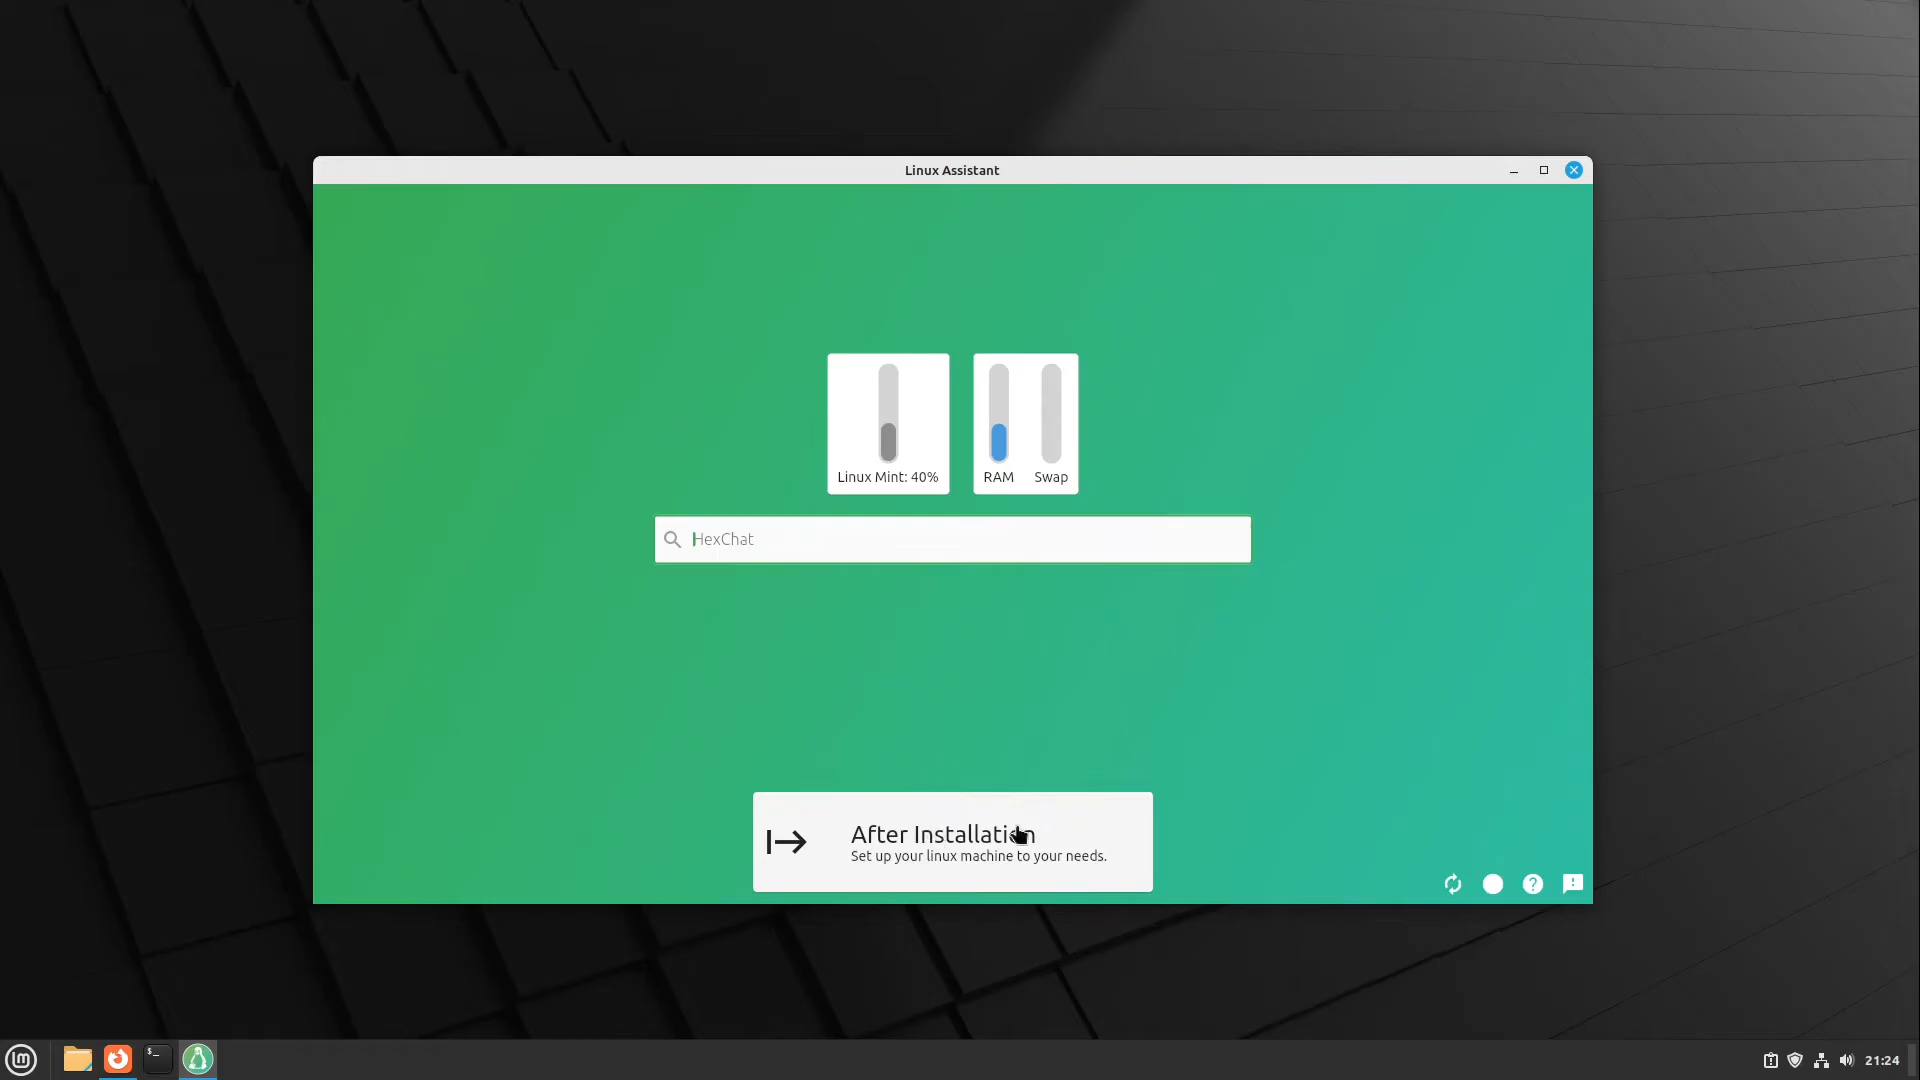 Linux Assistant
Linux Mint: 40%
RAM Swap
HexChat
After Installation
Set up your linux machine to your needs.
lm
$_
21:24